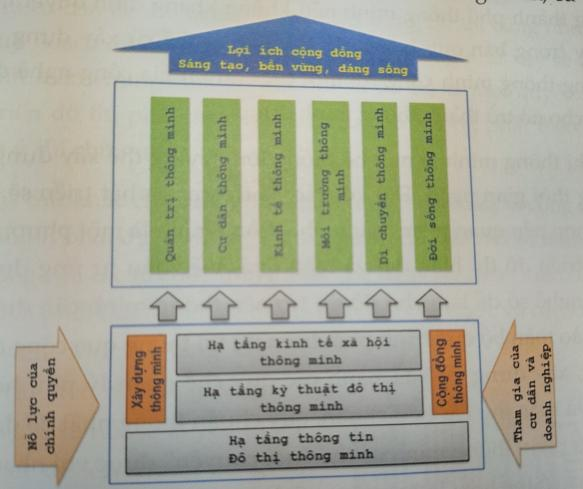 Lợi ích cộng đồng
Sáng tạo, bền vững, đáng sống
Quản trị thông minh
Cư dân thông minh
Kinh tế thông minh
Môi trường thông
minh
Di chuyển thông minh
Đời sống thông minh
Nỗ lực của
chính quyền
Xây dựng
thông minh
Hạ tầng kinh tế xã hội
thông minh
Hạ tầng kỹ thuật đô thị
thông minh
Cộng đồng
thông minh
Hạ tầng thông tin
Đô thị thông minh
Tham gia của
cư dân và
doanh nghiệp